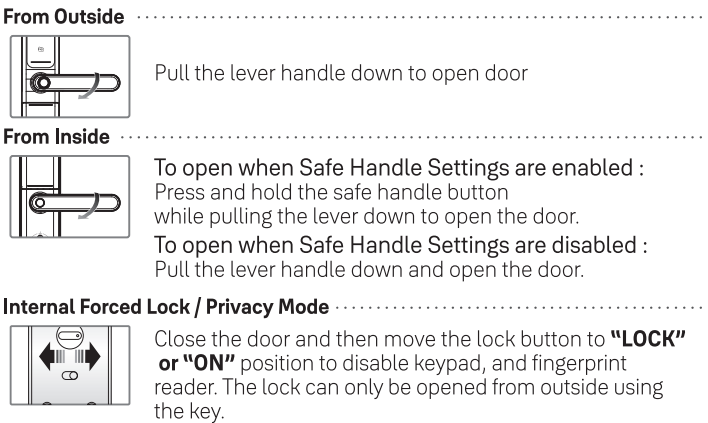 From Outside
Pull the lever handle down to open door
From Inside
To open when Safe Handle Settings are enabled :
Press and hold the safe handle button
while pulling the lever down to open the door.
To open when Safe Handle Settings are disabled :
Pull the lever handle down and open the door.
Internal Forced Lock / Privacy Mode
Close the door and then move the lock button to "LOCK"
or "ON" position to disable keypad, and fingerprint
reader. The lock can only be opened from outside using
the key.